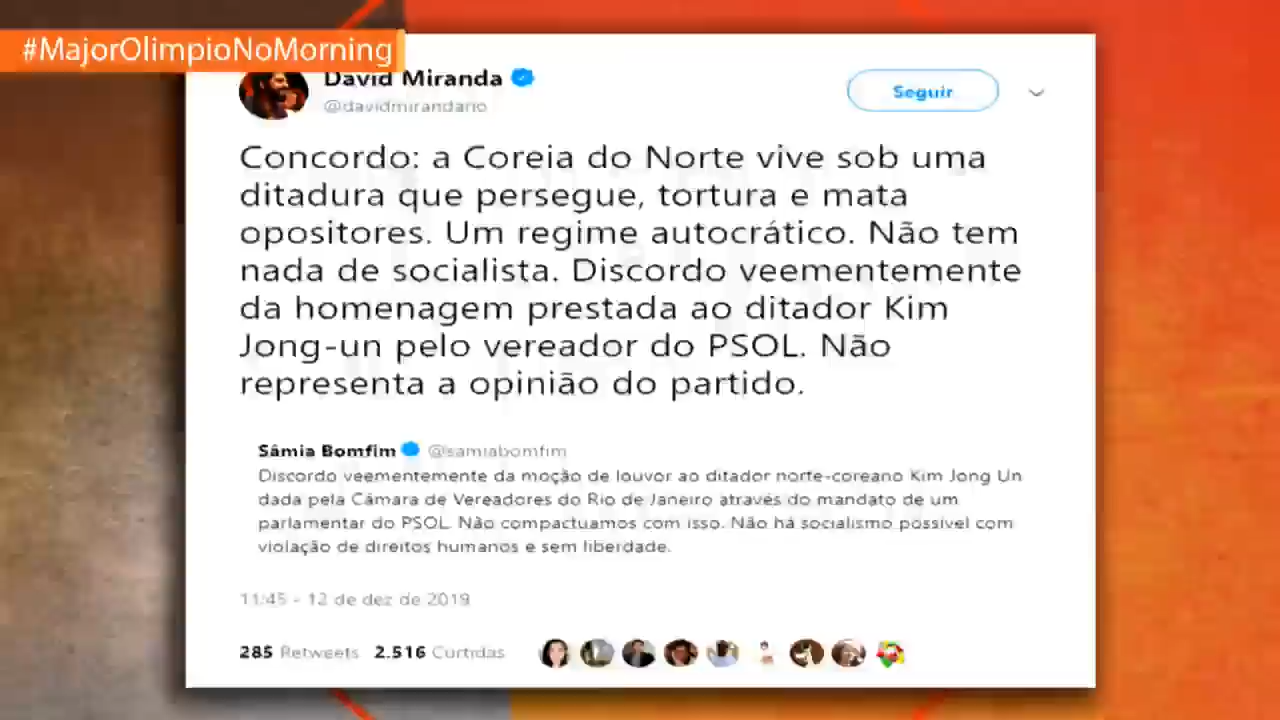 #MajorOlimpioNoMorning
David Miranda
@davidmirandario
Seguir
Concordo: a Coreia do Norte vive sob uma
ditadura que persegue, tortura e mata
opositores. Um regime autocrático. Não tem
nada de socialista. Discordo veementemente
da homenagem prestada ao ditador Kim
Jong-un pelo vereador do PSOL. Não
representa a opinião do partido.
Sâmia Bomfim @samiabomfim
Discordo veementemente da moção de louvor ao ditador norte-coreano Kim Jong Un
dada pela Câmara de Vereadores do Rio de Janeiro através do mandato de um
parlamentar do PSOL. Não compactuamos com isso. Não há socialismo possível com
violação de direitos humanos e sem liberdade.
11:45 - 12 de dez de 2019
285 Retweets 2.516 Curtidas